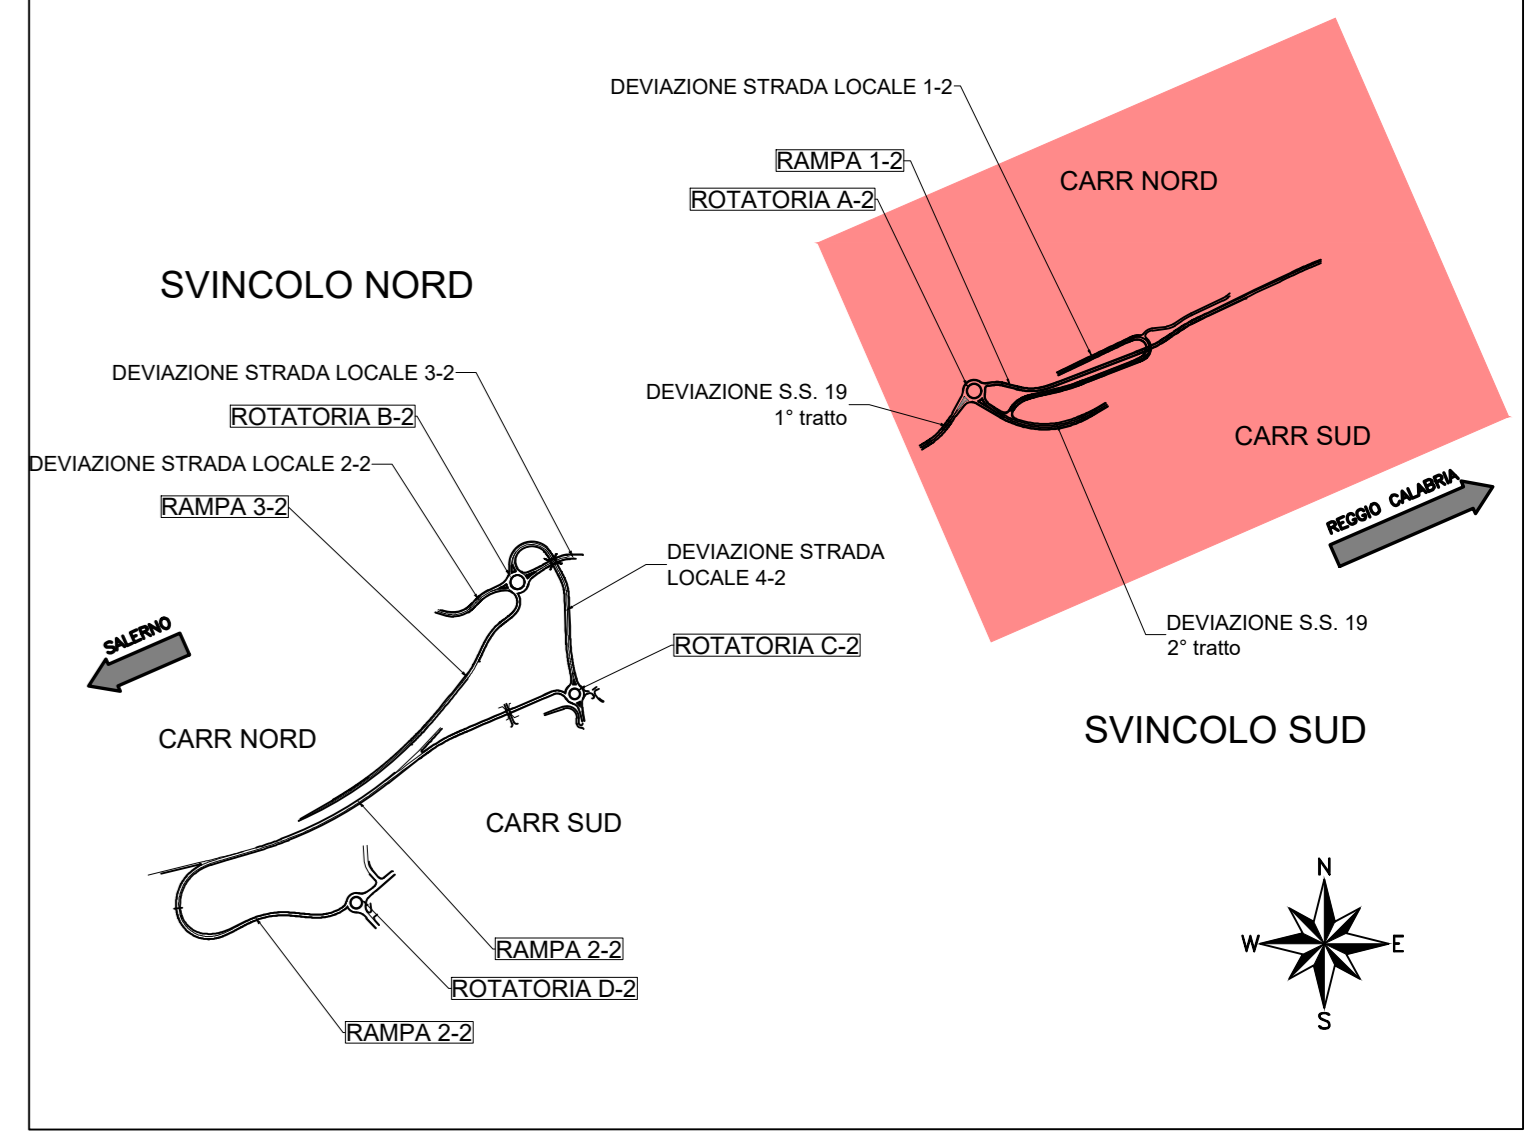 DEVIAZIONE STRADA LOCALE 1-2
RAMPA 1-2
ROTATORIA A-2
CARR NORD
SVINCOLO NORD
DEVIAZIONE STRADA LOCALE 3-2
ROTATORIA B-2
DEVIAZIONE STRADA LOCALE 2-2
RAMPA 3-2
DEVIAZIONE S.S. 19
1° tratto
CARR SUD
REGGIO CALABRIA
DEVIAZIONE STRADA
LOCALE 4-2
DEVIAZIONE S.S. 19
2° tratto
SALERNO
ROTATORIA C-2
CARR NORD
SVINCOLO SUD
CARR SUD
RAMPA 2-2
ROTATORIA D-2
RAMPA 2-2
N
W
E
S